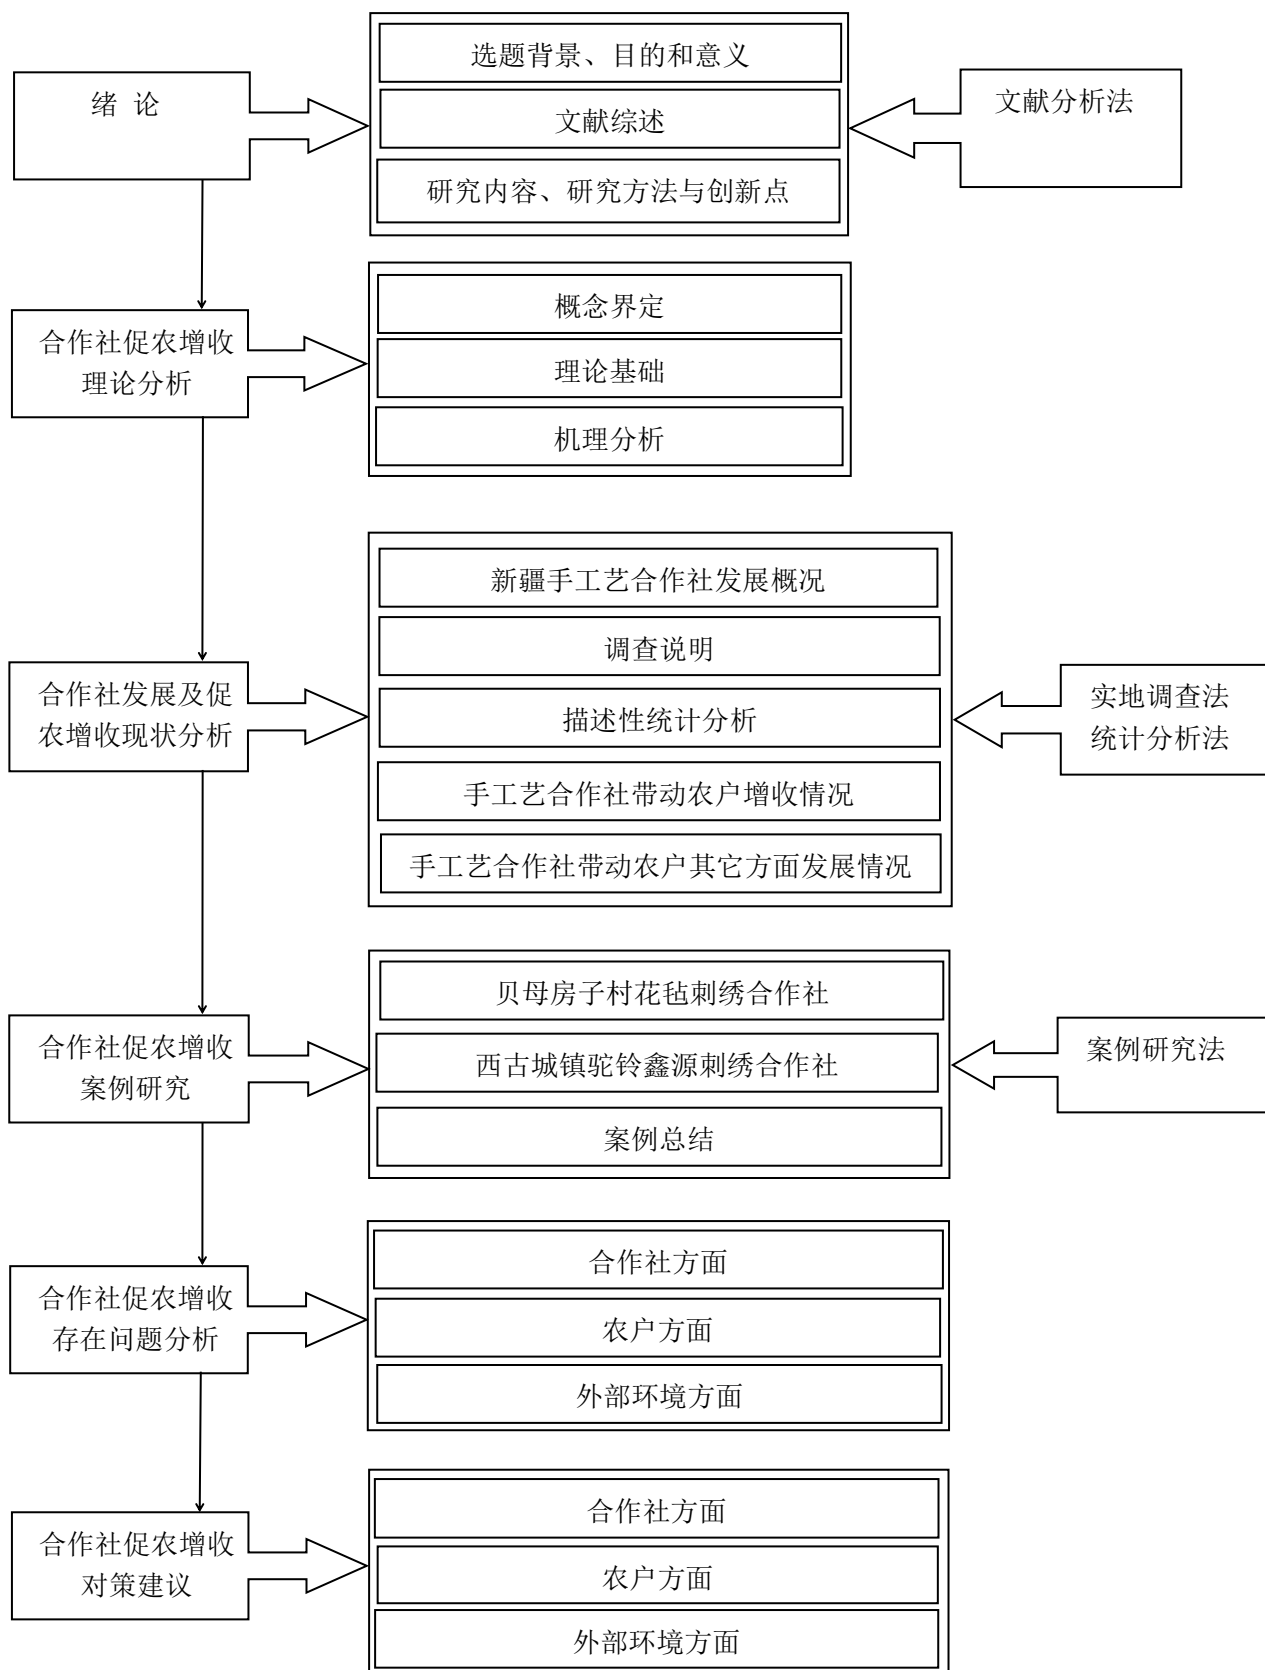 绪 论
选题背景、目的和意义
文献综述
研究内容、研究方法与创新点
文献分析法
合作社促农增收
理论分析
概念界定
理论基础
机理分析
合作社发展及促
农增收现状分析
新疆手工艺合作社发展概况
调查说明
描述性统计分析
手工艺合作社带动农户增收情况
手工艺合作社带动农户其它方面发展情况
实地调查法
统计分析法
合作社促农增收
案例研究
贝母房子村花毡刺绣合作社
西古城镇驼铃鑫源刺绣合作社
案例总结
案例研究法
合作社促农增收
存在问题分析
合作社方面
农户方面
外部环境方面
合作社促农增收
对策建议
合作社方面
农户方面
外部环境方面